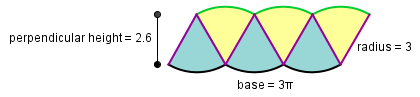 perpendicular height = 2.6
radius = 3
base = 3π